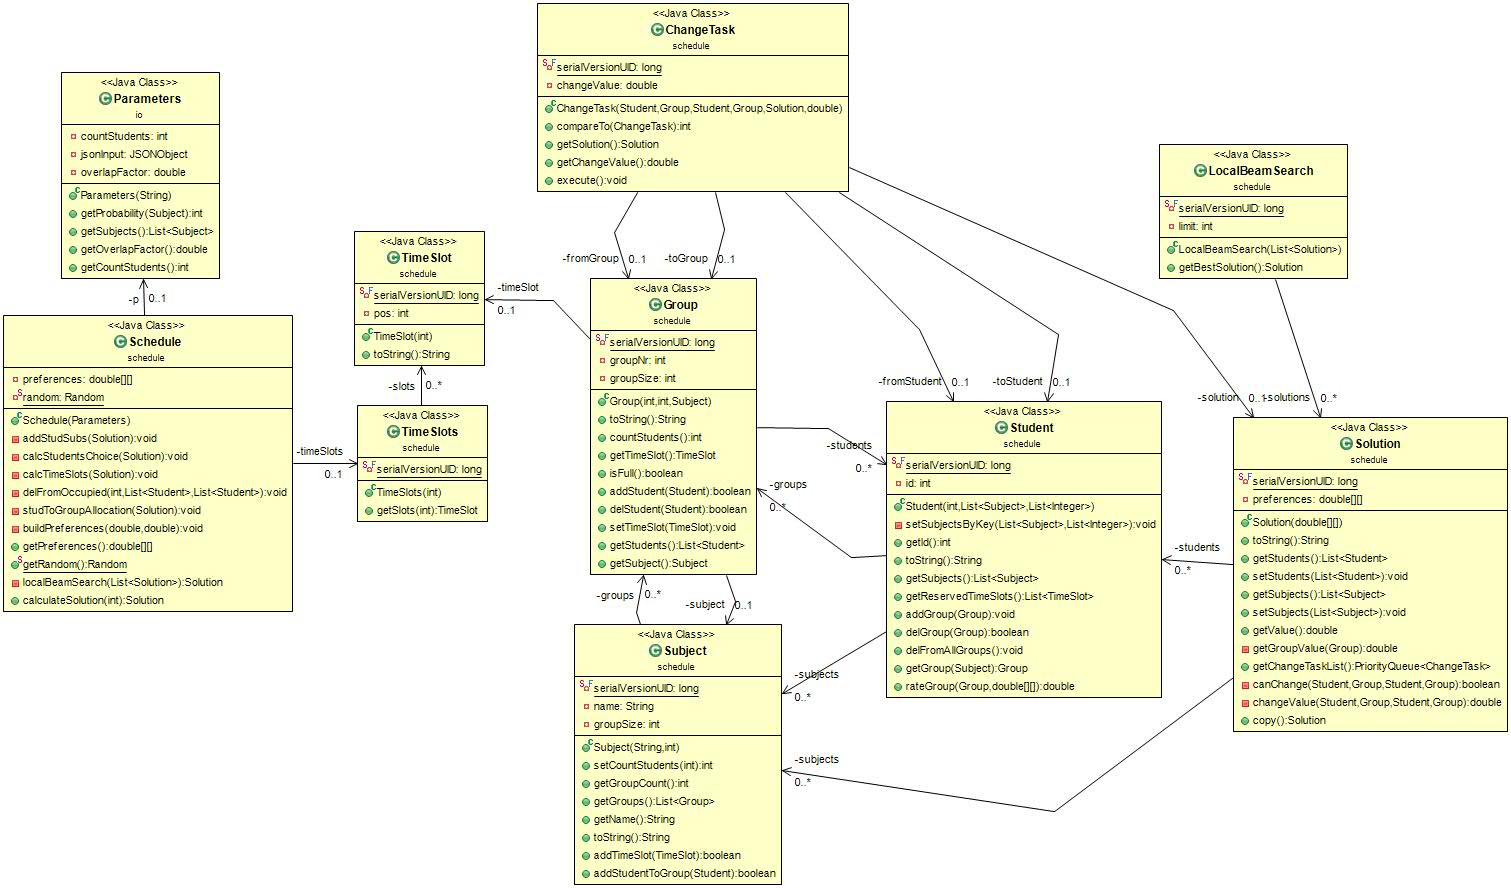 <<Java Class>>
ChangeTask
schedule
serialVersionUID: long
changeValue: double
ChangeTask(Student,Group,Student,Group,Solution,double)
compareTo(ChangeTask):int
getSolution():Solution
getChangeValue():double
execute():void
<<Java Class>>
Parameters
io
countStudents: int
jsonInput: JSONObject
overlapFactor: double
Parameters(String)
getProbability(Subject):int
getSubjects():List<Subject>
getOverlapFactor():double
getCountStudents():int
<<Java Class>>
LocalBeamSearch
schedule
serialVersionUID: long
limit: int
LocalBeamSearch(List<Solution>)
getBestSolution():Solution
<<Java Class>>
TimeSlot
schedule
serialVersionUID: long
pos: int
TimeSlot(int)
toString():String
-fromGroup
0..1
-toGroup
0..1
-timeSlot
0..1
-p
0..1
<<Java Class>>
Group
schedule
serialVersionUID: long
groupNr: int
groupSize: int
Group(int,int,Subject)
toString():String
countStudents():int
getTimeSlot():TimeSlot
isFull():boolean
addStudent(Student):boolean
delStudent(Student):boolean
setTimeSlot(TimeSlot):void
getStudents():List<Student>
getSubject():Subject
<<Java Class>>
Schedule
schedule
preferences: double[][]
random: Random
Schedule(Parameters)
addStudSubs(Solution):void
calcStudentsChoice(Solution):void
calcTimeSlots(Solution):void
delFromOccupied(int,List<Student>,List<Student>):void
studToGroupAllocation(Solution):void
buildPreferences(double,double):void
getPreferences():double[][]
getRandom():Random
localBeamSearch(List<Solution>):Solution
calculateSolution(int):Solution
-slots
0..*
-timeSlots
0..1
<<Java Class>>
TimeSlots
schedule
serialVersionUID: long
TimeSlots(int)
getSlots(int):TimeSlot
-fromStudent
0..1
-toStudent
0..1
-solution
0..1
-solutions
0..*
-students
0..*
-groups
0..*
<<Java Class>>
Student
schedule
serialVersionUID: long
id: int
Student(int,List<Subject>,List<Integer>)
setSubjectsByKey(List<Subject>,List<Integer>):void
getId():int
toString():String
getSubjects():List<Subject>
getReservedTimeSlots():List<TimeSlot>
addGroup(Group):void
delGroup(Group):boolean
delFromAllGroups():void
getGroup(Subject):Group
rateGroup(Group,double[][]):double
<<Java Class>>
Solution
schedule
serialVersionUID: long
preferences: double[][]
Solution(double[][])
toString():String
getStudents():List<Student>
setStudents(List<Student>):void
getSubjects():List<Subject>
setSubjects(List<Subject>):void
getValue():double
getGroupValue(Group):double
getChangeTaskList():PriorityQueue<ChangeTask>
canChange(Student,Group,Student,Group):boolean
changeValue(Student,Group,Student,Group):double
copy():Solution
-students
0..*
-groups
0..*
-subject
0..1
-subjects
0..*
-subjects
0..*
<<Java Class>>
Subject
schedule
serialVersionUID: long
name: String
groupSize: int
Subject(String,int)
setCountStudents(int):int
getGroupCount():int
getGroups():List<Group>
getName():String
toString():String
addTimeSlot(TimeSlot):boolean
addStudentToGroup(Student):boolean